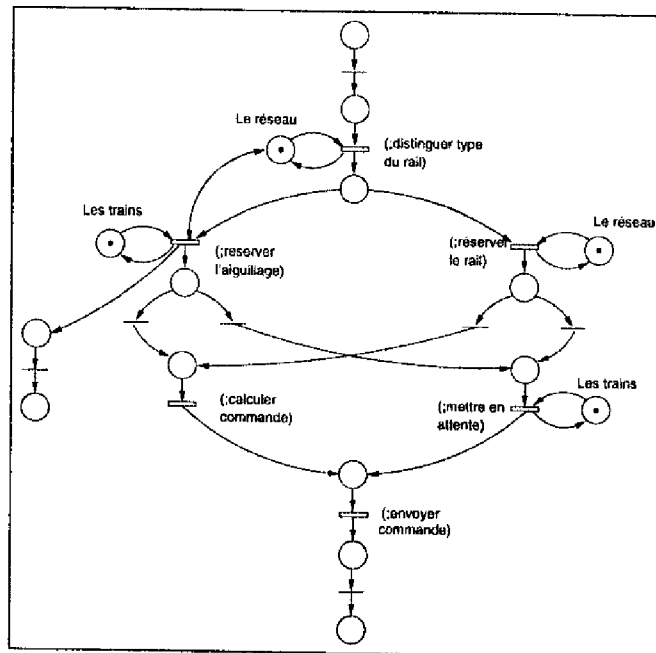 Le réseau
(;distinguer type
du rail)
Les trains
(;reserver
l'aiguillage)
(;réserver
le rail)
Le réseau
(;calculer
commande)
(;mettre en
attente)
Les trains
(;envoyer
commande)